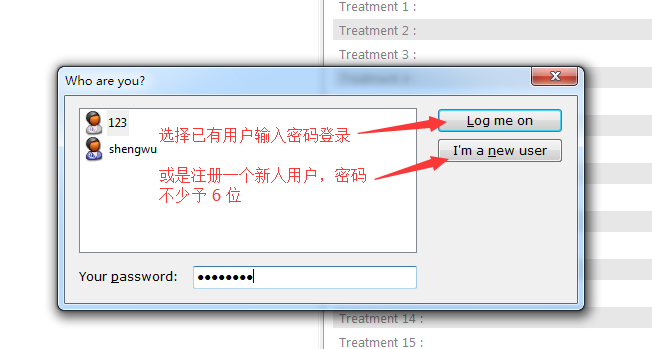 Treatment 1 :
Treatment 2 :
Treatment 3 :
Who are you?
123
shengwu
选择已有用户输入密码登录
或是注册一个新人用户，密码
不少予 6 位
Log me on
I'm a new user
Your password:
Treatment 14 :
Treatment 15 :